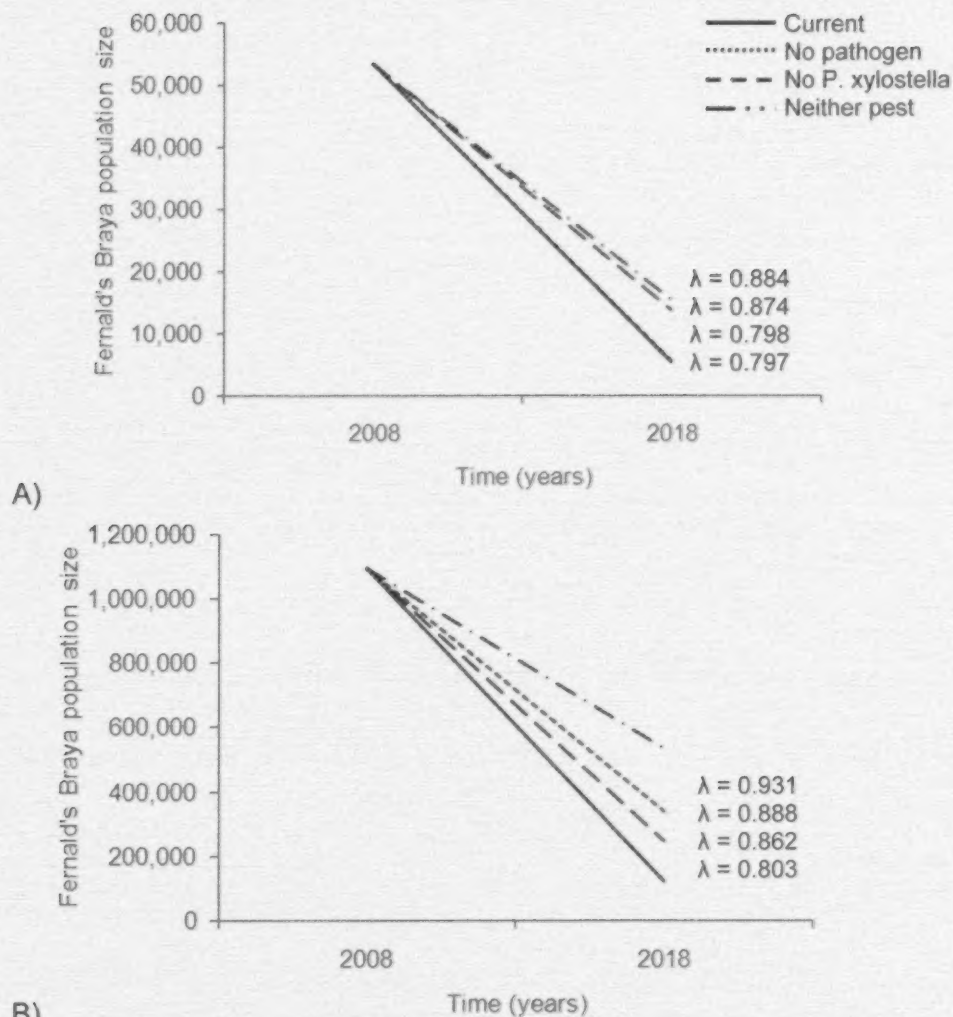 60,000
50,000
40,000
30,000
20,000
10,000
0
Fernald's Braya population size
Current
No pathogen
No P. xylostella
Neither pest
λ = 0.884
λ = 0.874
λ = 0.798
λ = 0.797
2008
2018
Time (years)
A)
1,200,000
1,000,000
800,000
600,000
400,000
200,000
0
Fernald's Braya population size
λ = 0.931
λ = 0.888
λ = 0.862
λ = 0.803
2008
2018
Time (years)
B)